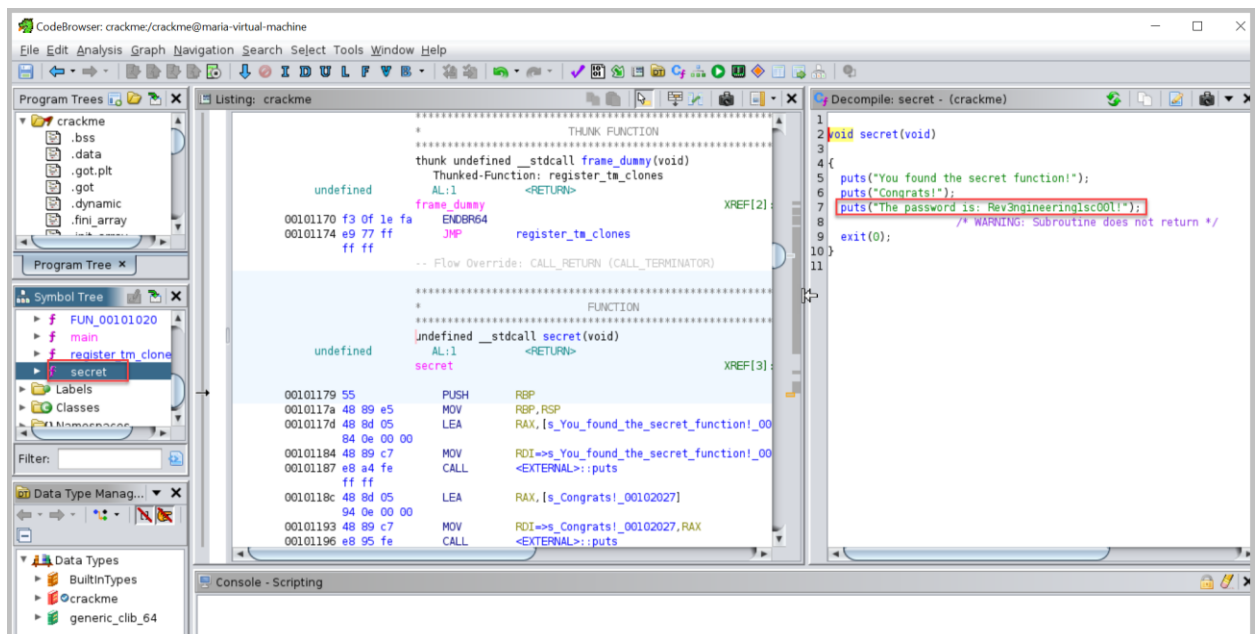 CodeBrowser: crackme:/crackme@maria-virtual-machine
File Edit Analysis Graph Navigation Search Select Tools Window Help
Program Trees
crackme
.bss
.data
.got.plt
.got
.dynamic
.fini_array
Program Tree
Symbol Tree
f FUN_00101020
f main
f register_tm_clone
f secret
Labels
Classes
Namespaces
Filter:
Data Type Manag...
Data Types
BuiltInTypes
crackme
generic_clib_64
Listing: crackme
* THUNK FUNCTION
thunk undefined __stdcall frame_dummy(void)
Thunked-Function: register_tm_clones
undefined AL:1 <RETURN>
frame_dummy XREF[2]:
00101170 f3 0f 1e fa ENDBR64
00101174 e9 77 ff JMP register_tm_clones
ff ff
-- Flow Override: CALL_RETURN (CALL_TERMINATOR)
* FUNCTION
undefined __stdcall secret(void)
undefined AL:1 <RETURN>
secret XREF[3]:
00101179 55 PUSH RBP
0010117a 48 89 e5 MOV RBP,RSP
0010117d 48 8d 05 LEA RAX,[s_You_found_the_secret_function!_00
84 0e 00 00
00101184 48 89 c7 MOV RDI=>s_You_found_the_secret_function!_00
00101187 e8 a4 fe CALL <EXTERNAL>::puts
ff ff
0010118c 48 8d 05 LEA RAX,[s_Congrats!_00102027]
94 0e 00 00
00101193 48 89 c7 MOV RDI=>s_Congrats!_00102027,RAX
00101196 e8 95 fe CALL <EXTERNAL>::puts
Decompile: secret - (crackme)
1
2 void secret(void)
3
4 {
5 puts("You found the secret function!");
6 puts("Congrats!");
7 puts("The password is: Rev3ngineering1sc00l!");
8 /* WARNING: Subroutine does not return */
9 exit(0);
10 }
11
Console - Scripting